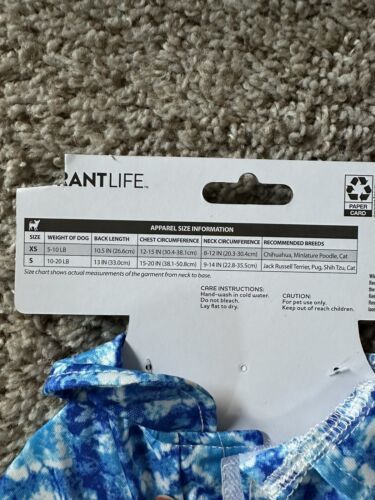 RANTLIFE™
PAPER CARD
APPAREL SIZE INFORMATION
SIZE WEIGHT OF DOG BACK LENGTH CHEST CIRCUMFERENCE NECK CIRCUMFERENCE RECOMMENDED BREEDS
XS 5-10 LB 10.5 IN (26.6cm) 12-15 IN (30.4-38.1cm) 8-12 IN (20.3-30.4cm) Chihuahua, Miniature Poodle, Cat
S 10-20 LB 13 IN (33.0cm) 15-20 IN (38.1-50.8cm) 9-14 IN (22.8-35.5cm) Jack Russell Terrier, Pug, Shih Tzu, Cat
Size chart shows actual measurements of the garment from neck to base.
CARE INSTRUCTIONS:
Hand-wash in cold water.
Do not bleach.
Lay flat to dry.
CAUTION:
For pet use only.
Keep out of reach of children.